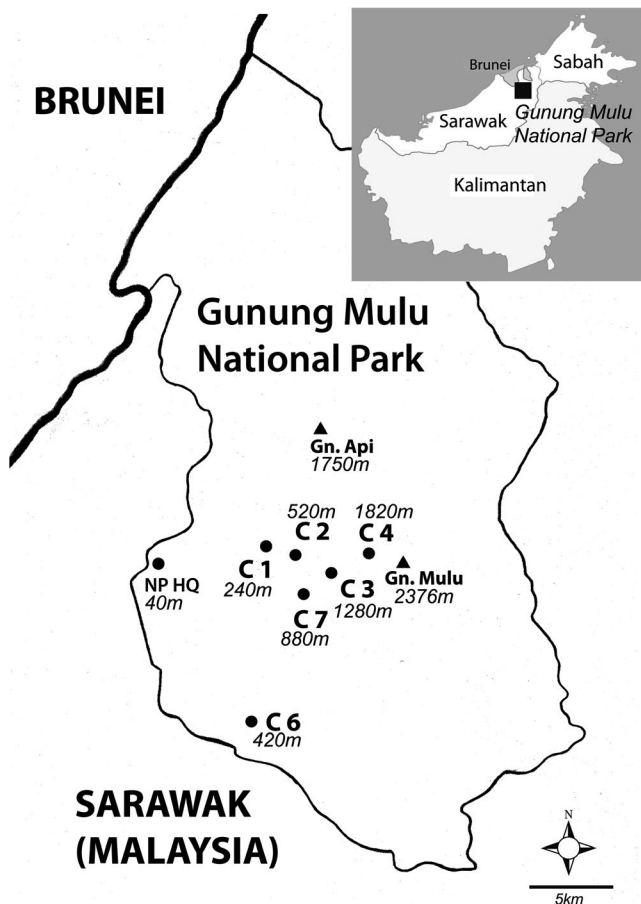 BRUNEI
Brunei
Sabah
Sarawak
Gunung Mulu
National Park
Kalimantan
Gunung Mulu
National Park
Gn. Api
1750m
520m
1820m
C 2
C 4
C 1
240m
NP HQ
40m
C 3
1280m
Gn. Mulu
2376m
C 7
880m
C 6
420m
SARAWAK
(MALAYSIA)
N
5km